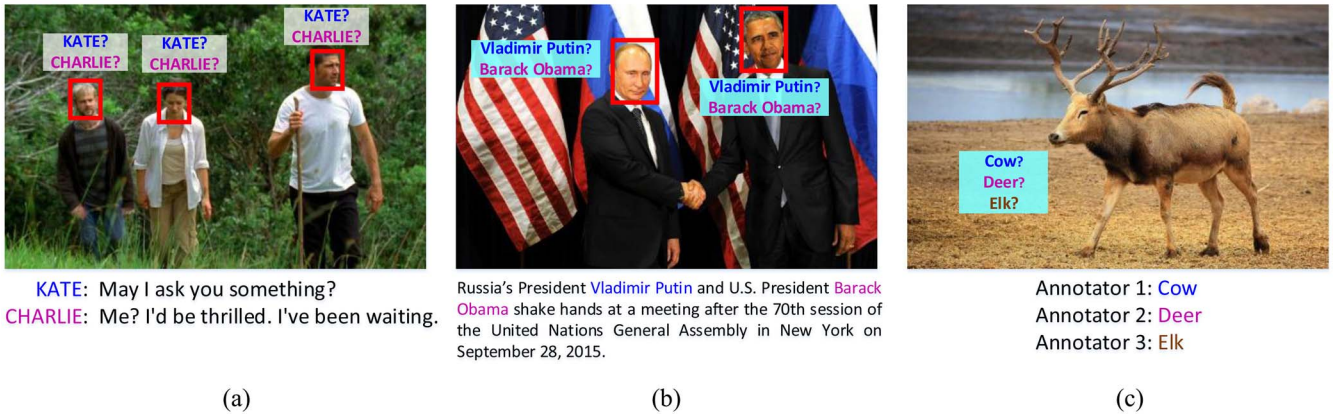 KATE?
CHARLIE?
KATE?
CHARLIE?
KATE?
CHARLIE?
KATE: May I ask you something?
CHARLIE: Me? I'd be thrilled. I've been waiting.
(a)
Vladimir Putin?
Barack Obama?
Vladimir Putin?
Barack Obama?
Russia's President Vladimir Putin and U.S. President Barack
Obama shake hands at a meeting after the 70th session of
the United Nations General Assembly in New York on
September 28, 2015.
(b)
Cow?
Deer?
Elk?
Annotator 1: Cow
Annotator 2: Deer
Annotator 3: Elk
(c)